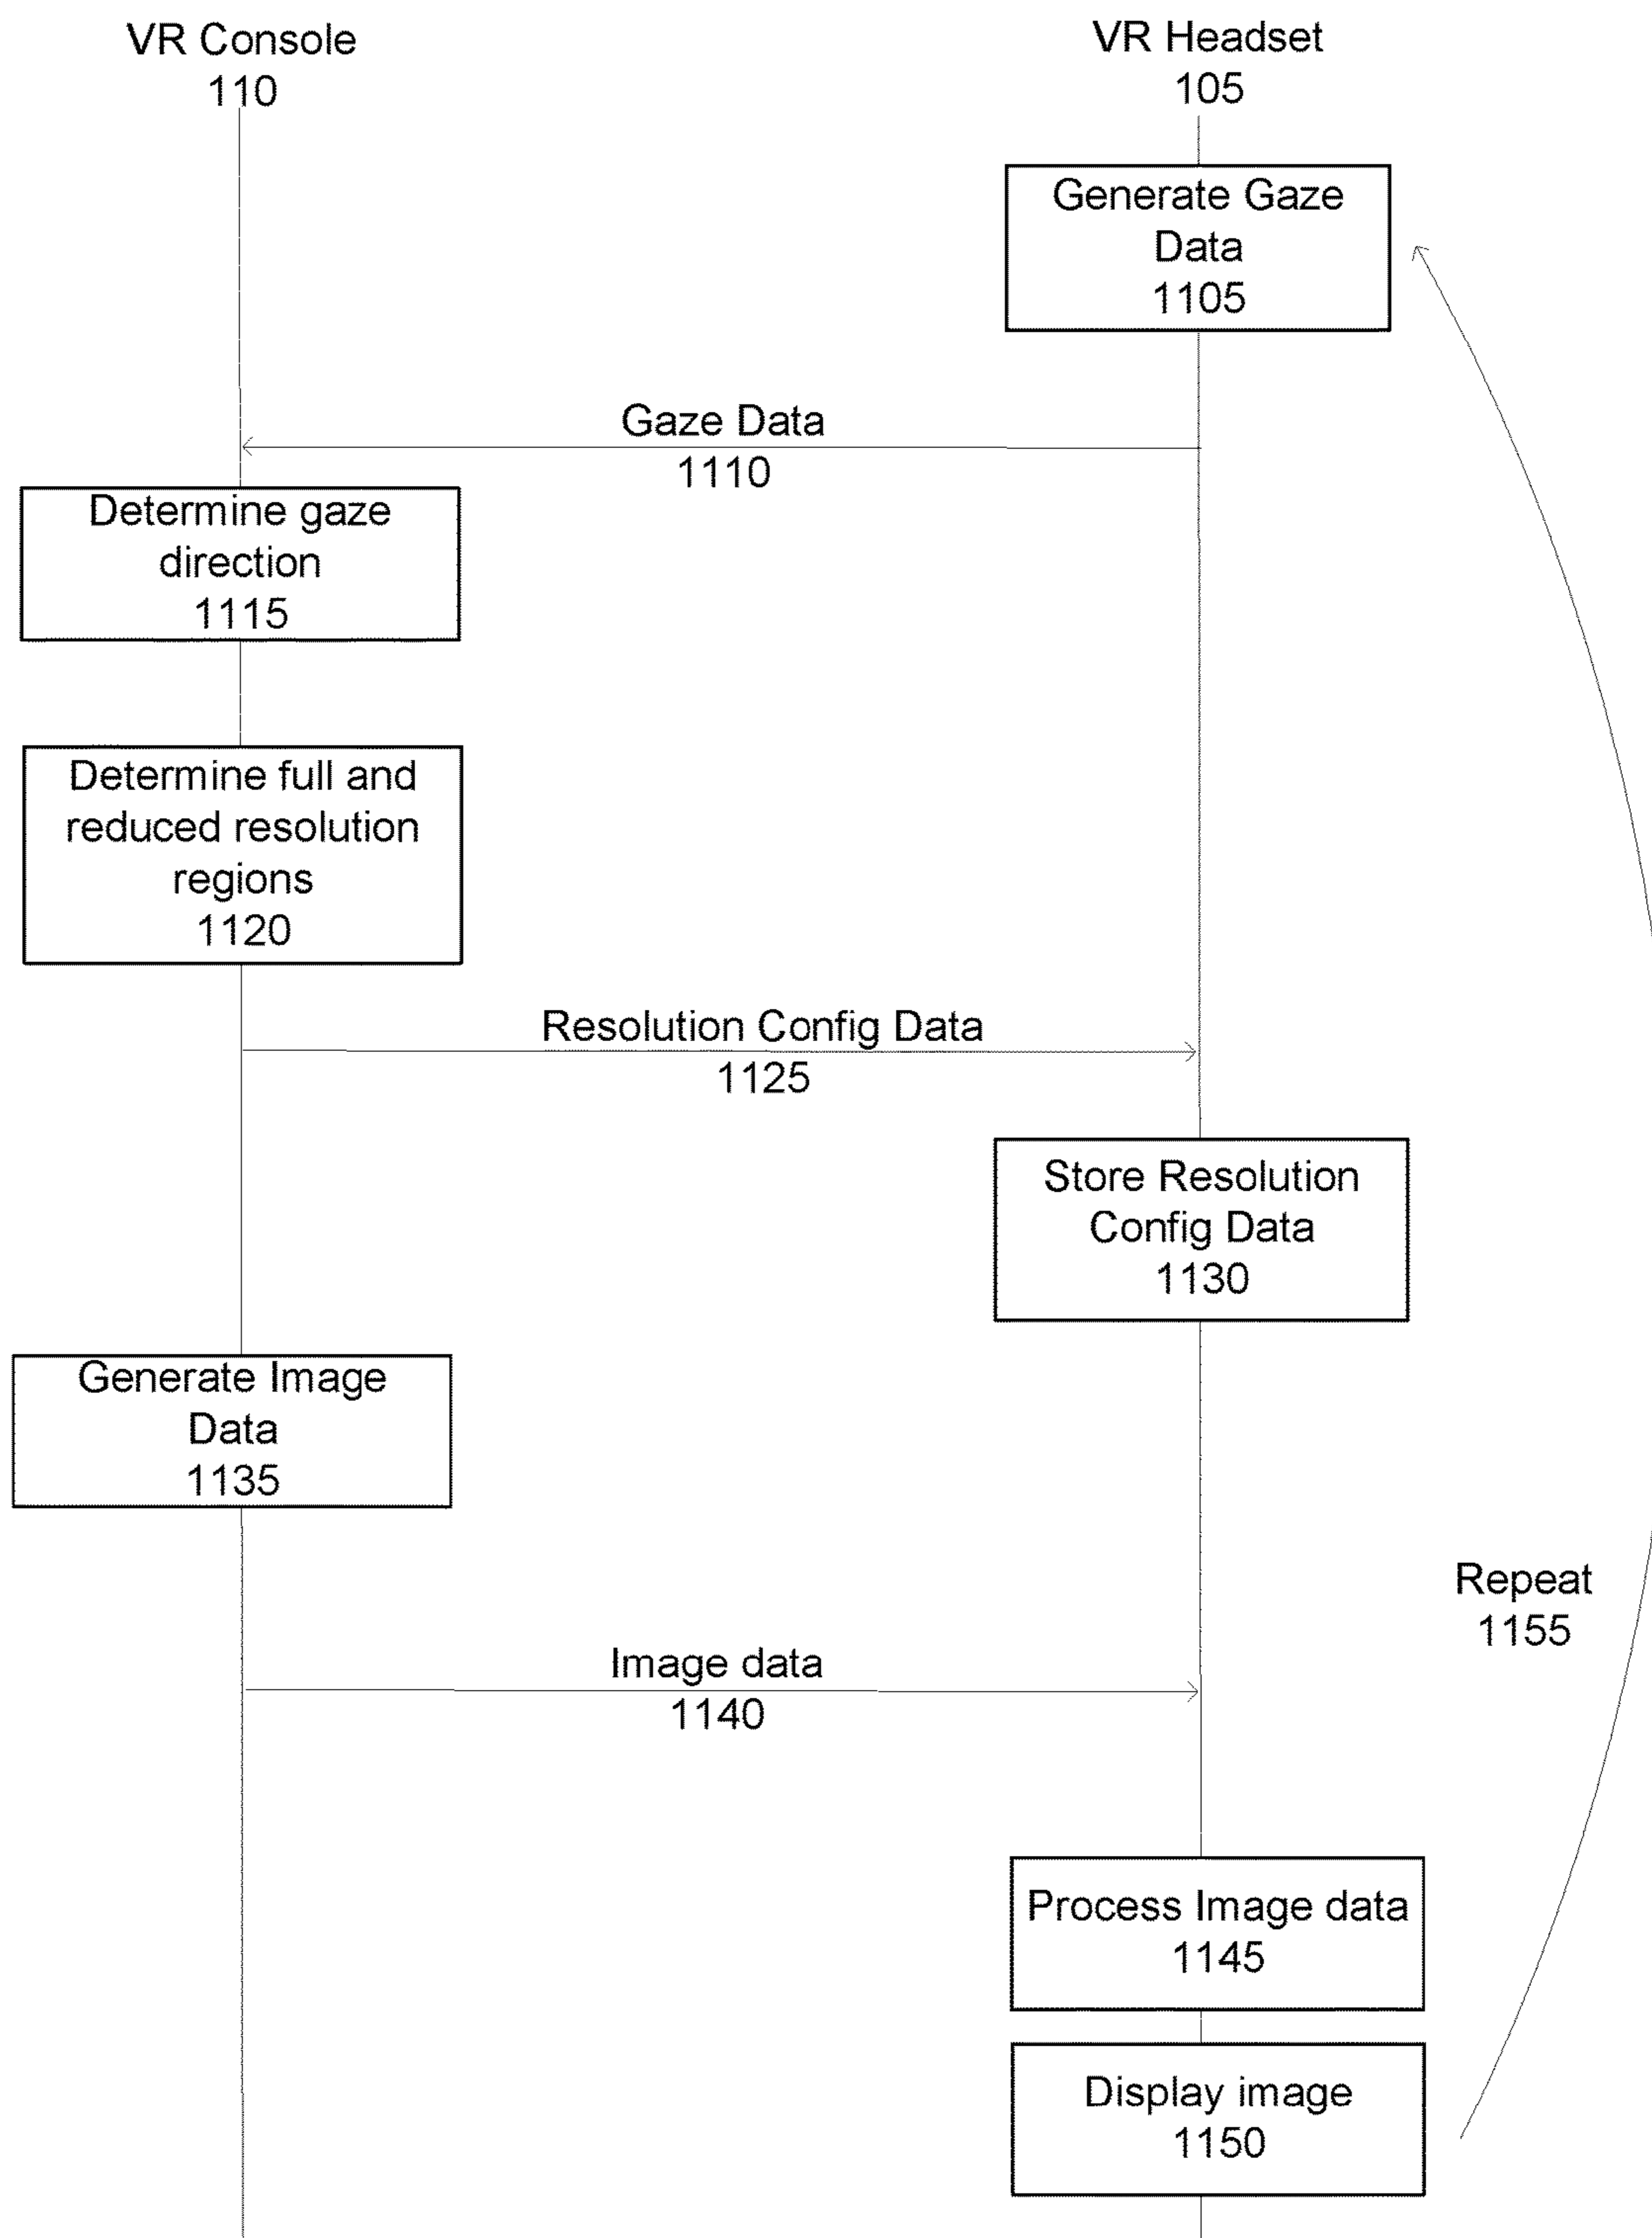 VR Console
110
VR Headset
105
Generate Gaze
Data
1105
Gaze Data
1110
Determine gaze
direction
1115
Determine full and
reduced resolution
regions
1120
Resolution Config Data
1125
Store Resolution
Config Data
1130
Generate Image
Data
1135
Repeat
1155
Image data
1140
Process Image data
1145
Display image
1150